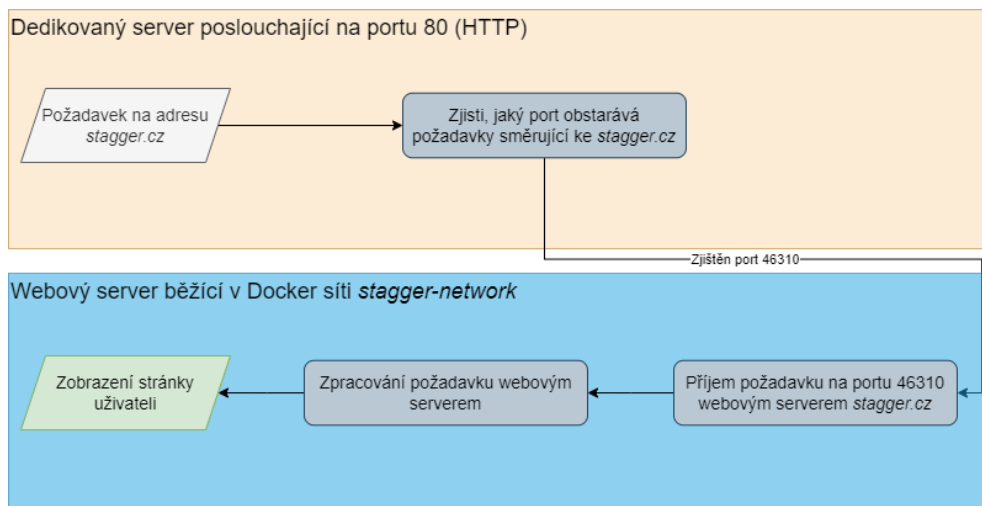 Dedikovaný server poslouchající na portu 80 (HTTP)
Požadavek na adresu
stagger.cz
Zjisti, jaký port obstarává
požadavky směrující ke stagger.cz
Zjištěn port 46310
Webový server běžící v Docker síti stagger-network
Zobrazení stránky
uživateli
Zpracování požadavku webovým
serverem
Příjem požadavku na portu 46310
webovým serverem stagger.cz